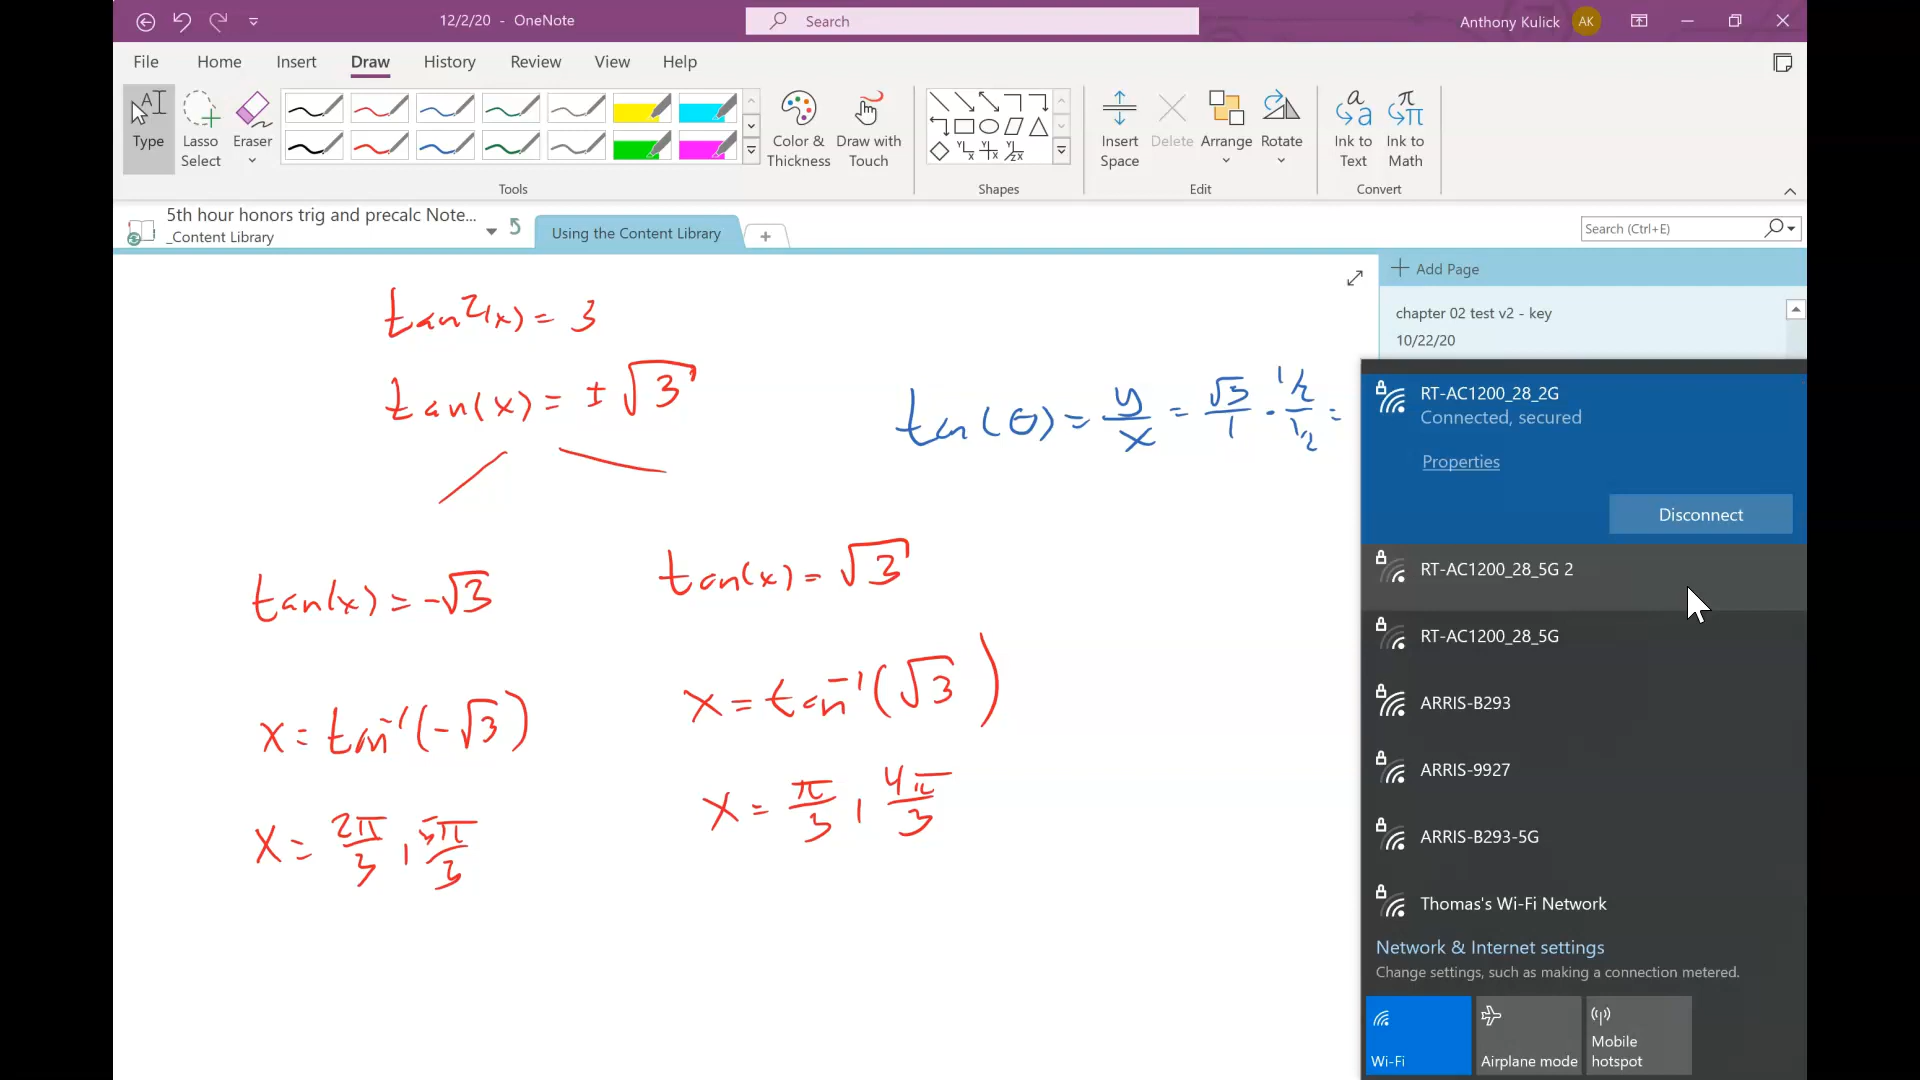 12/2/20 - OneNote
Search
Anthony Kulick
AK
File
Home
Insert
Draw
History
Review
View
Help
Type
Lasso Select
Eraser
Color & Thickness
Draw with Touch
Insert Space
Delete
Arrange
Rotate
Ink to Text
Ink to Math
Tools
Shapes
Edit
Convert
5th hour honors trig and precalc Note...
_Content Library
Using the Content Library
Search (Ctrl+E)
Add Page
chapter 02 test v2 - key
10/22/20
tan²(x) = 3
tan(x) = ± √3
tan(θ) = y/x = √3/1 · ½/½ =
tan(x) = -√3
tan(x) = √3
x = tan⁻¹(-√3)
x = tan⁻¹(√3)
x = 2π/3, 5π/3
x = π/3, 4π/3
RT-AC1200_28_2G
Connected, secured
Properties
Disconnect
RT-AC1200_28_5G 2
RT-AC1200_28_5G
ARRIS-B293
ARRIS-9927
ARRIS-B293-5G
Thomas's Wi-Fi Network
Network & Internet settings
Change settings, such as making a connection metered.
Wi-Fi
Airplane mode
Mobile hotspot